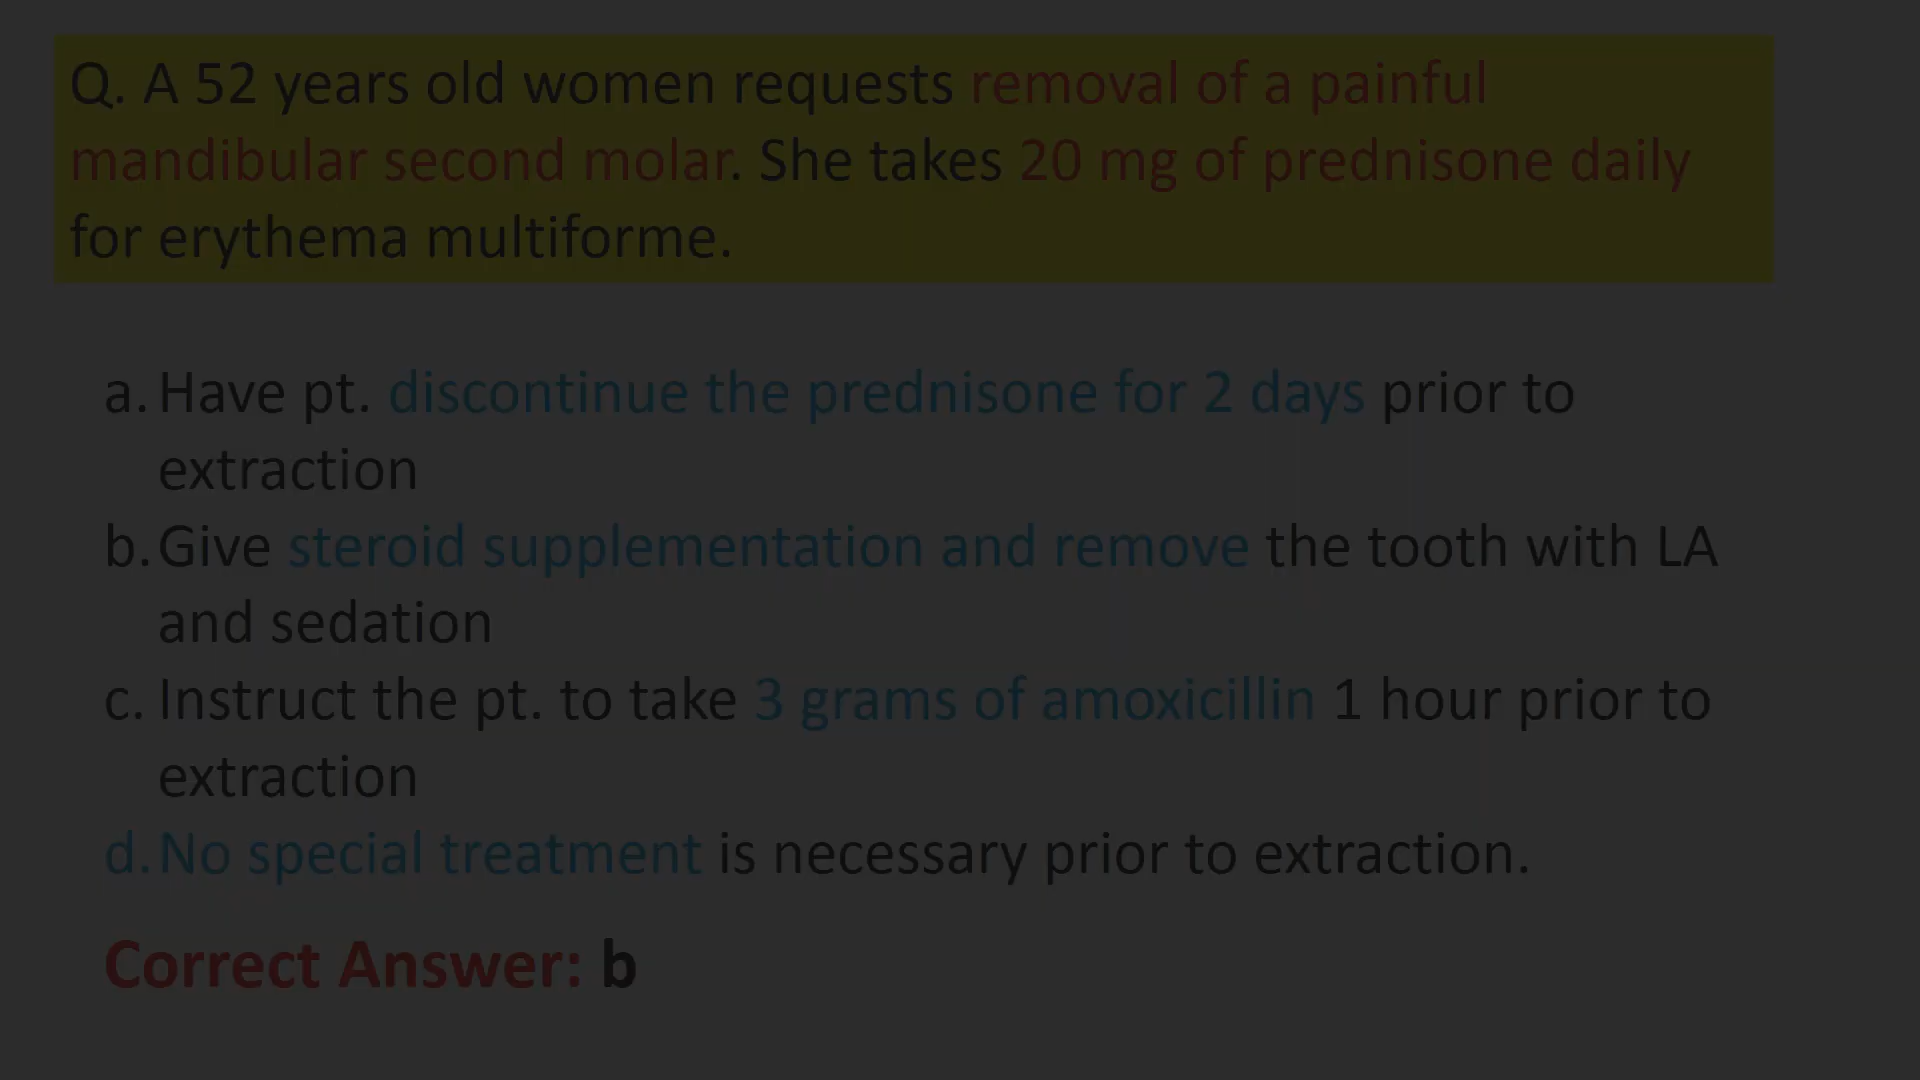 Q. A 52 years old women requests removal of a painful
mandibular second molar. She takes 20 mg of prednisone daily
for erythema multiforme.
a. Have pt. discontinue the prednisone for 2 days prior to
extraction
b. Give steroid supplementation and remove the tooth with LA
and sedation
c. Instruct the pt. to take 3 grams of amoxicillin 1 hour prior to
extraction
d. No special treatment is necessary prior to extraction.
Correct Answer: b